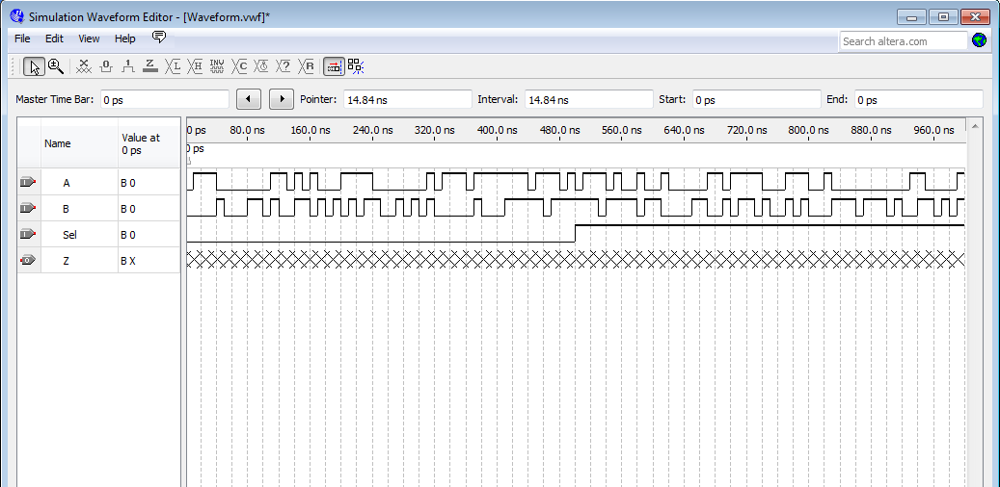 Simulation Waveform Editor - [Waveform.vwf]*
File Edit View Help
Search altera.com
Master Time Bar: 0 ps Pointer: 14.84 ns Interval: 14.84 ns Start: 0 ps End: 0 ps
Name Value at 0 ps
0 ps 80.0 ns 160.0 ns 240.0 ns 320.0 ns 400.0 ns 480.0 ns 560.0 ns 640.0 ns 720.0 ns 800.0 ns 880.0 ns 960.0 ns
0 ps
A B 0
B B 0
Sel B 0
Z B X